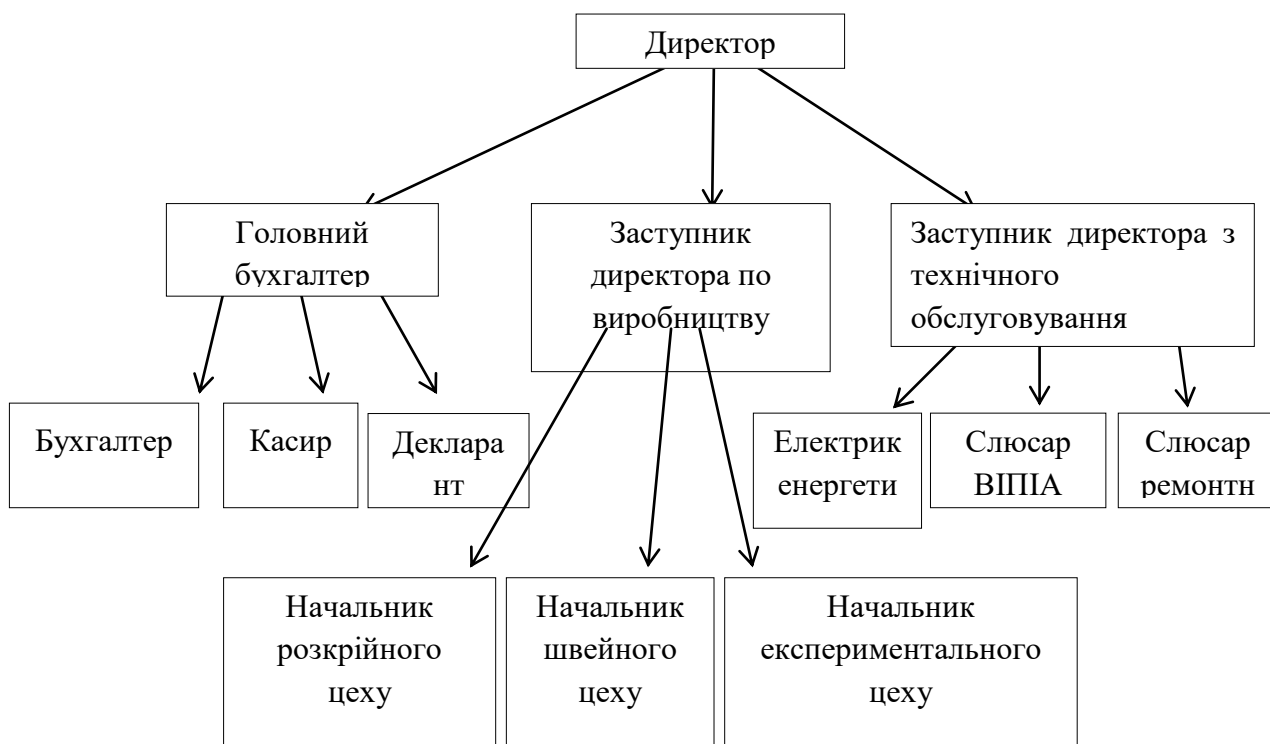 Директор
Головний
бухгалтер
Заступник
директора по
виробництву
Заступник директора з
технічного
обслуговування
Бухгалтер
Касир
Деклара
нт
Електрик
енергети
Слюсар
ВІПІА
Слюсар
ремонтн
Начальник
розкрійного
цеху
Начальник
швейного
цеху
Начальник
експериментального
цеху